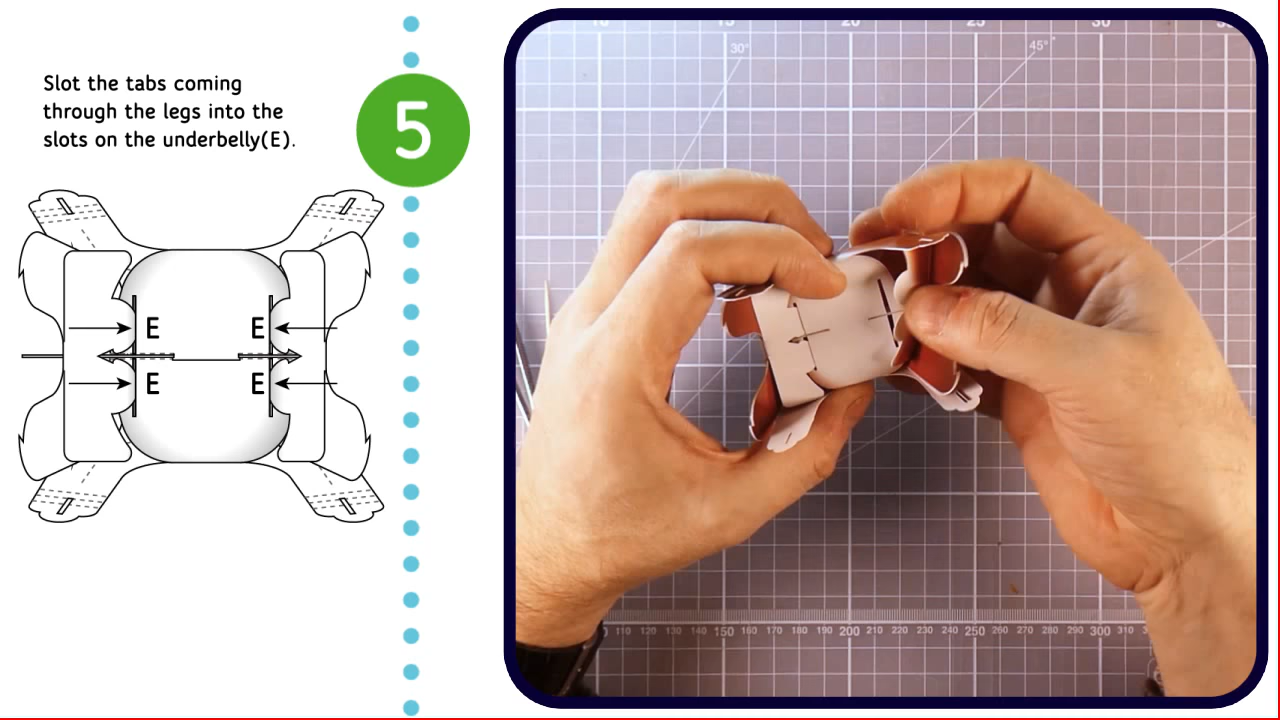 Slot the tabs coming
through the legs into the
slots on the underbelly(E).
5
E E
E E
15 20 25 30
30° 45°
110 120 130 140 150 160 170 180 190 200 210 220 230 240 250 260 270 280 290 300 310